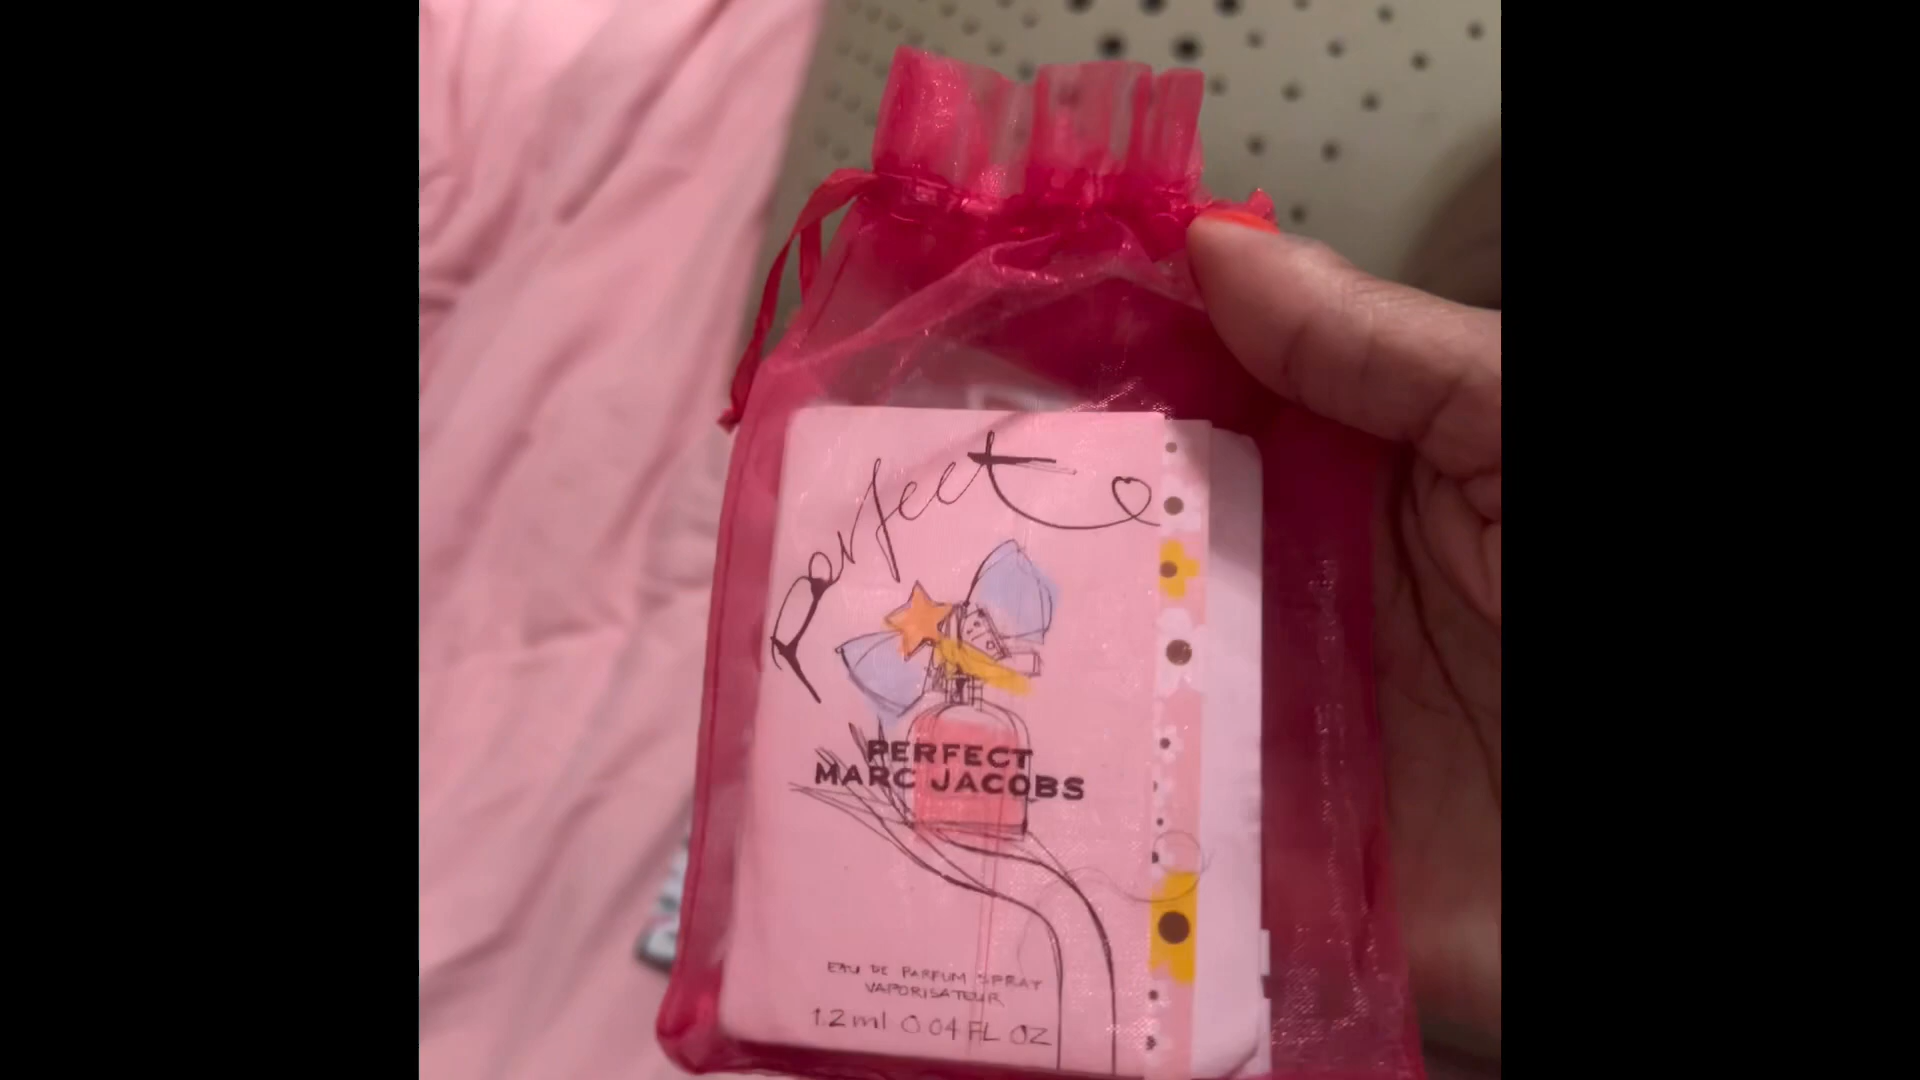 perfect
PERFECT
MARC JACOBS
EAU DE PARFUM SPRAY
VAPORISATEUR
1.2 ml 0.04 FL OZ